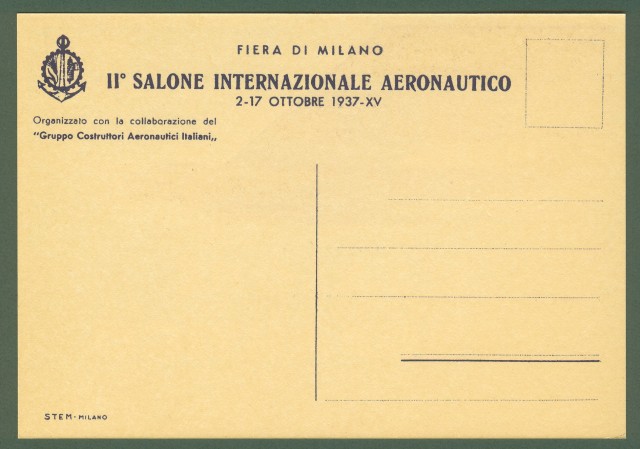 FIERA DI MILANO
II° SALONE INTERNAZIONALE AERONAUTICO
2-17 OTTOBRE 1937-XV
Organizzato con la collaborazione del
"Gruppo Costruttori Aeronautici Italiani„
STEM - MILANO